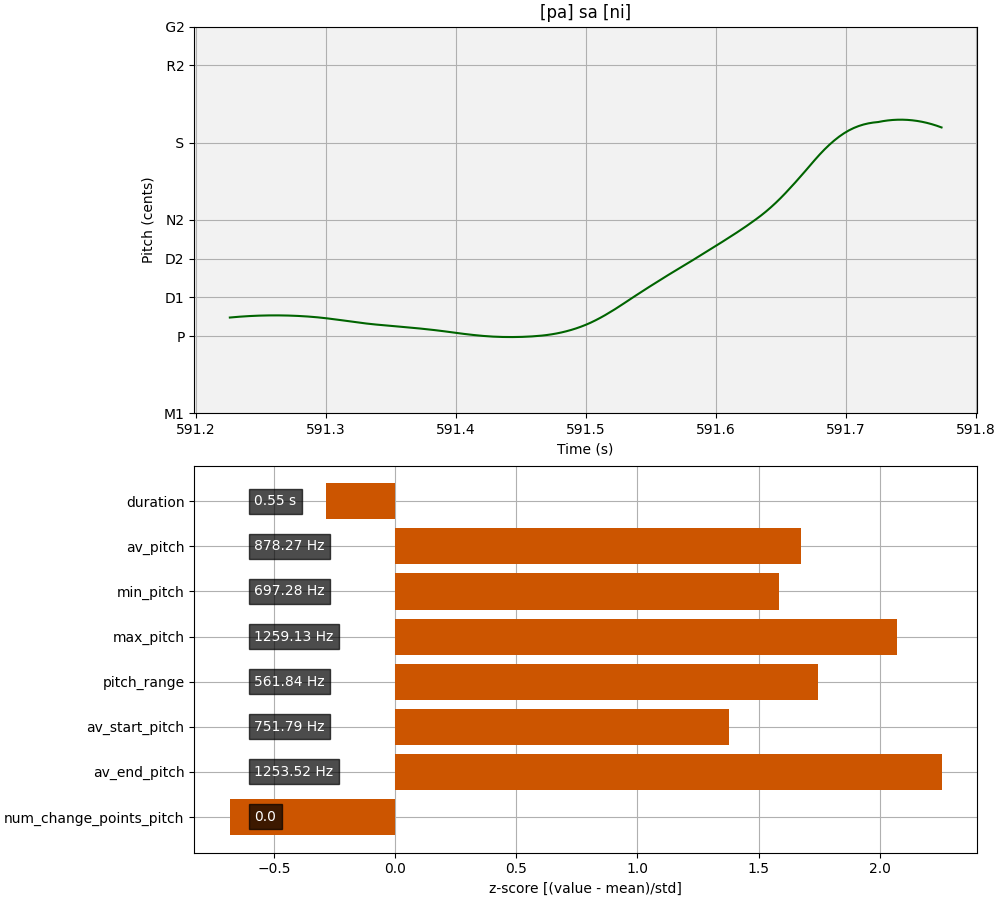 [pa] sa [ni]
G2
R2
S
N2
D2
D1
P
M1
Pitch (cents)
591.2 591.3 591.4 591.5 591.6 591.7 591.8
Time (s)
duration 0.55 s
av_pitch 878.27 Hz
min_pitch 697.28 Hz
max_pitch 1259.13 Hz
pitch_range 561.84 Hz
av_start_pitch 751.79 Hz
av_end_pitch 1253.52 Hz
num_change_points_pitch 0.0
−0.5 0.0 0.5 1.0 1.5 2.0
z-score [(value - mean)/std]